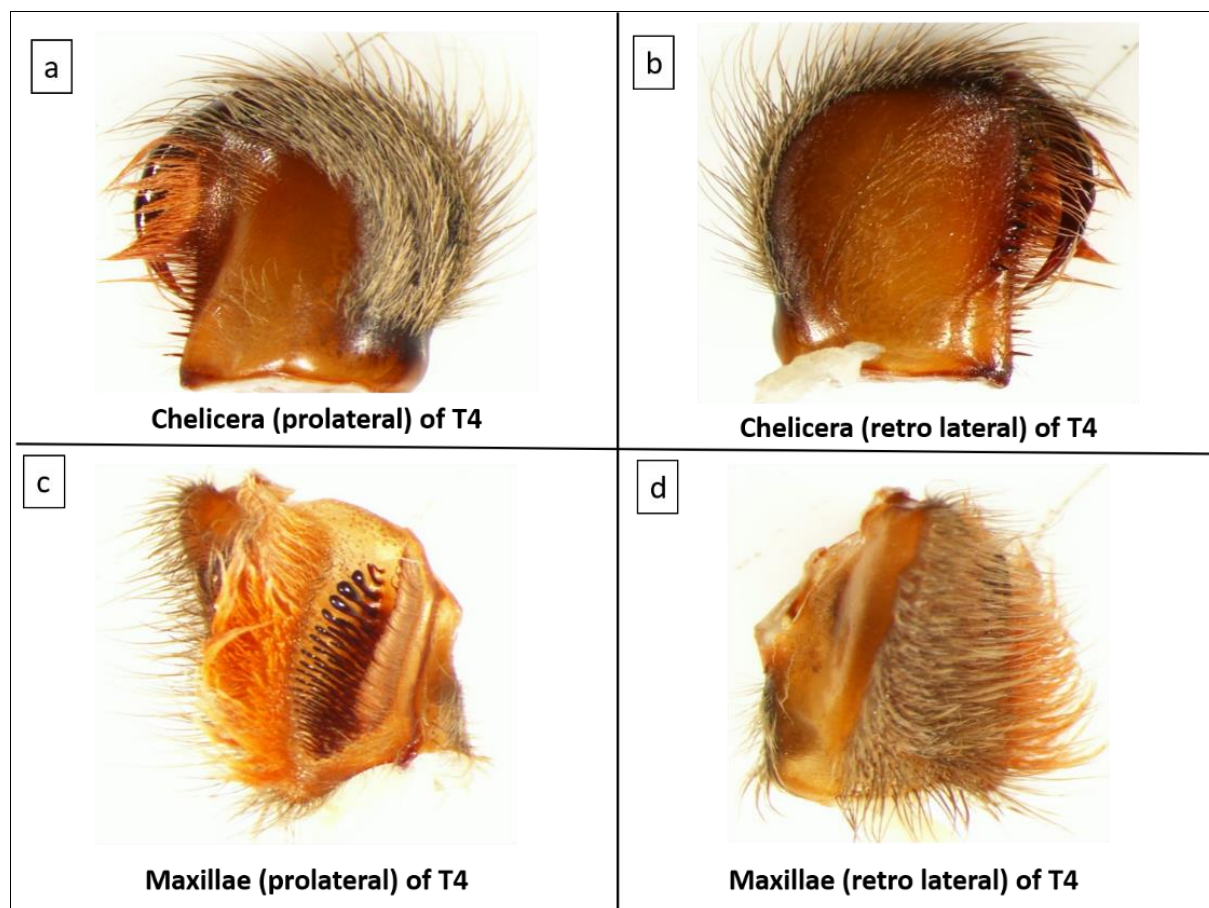 a
b
Chelicera (prolateral) of T4
Chelicera (retro lateral) of T4
c
d
Maxillae (prolateral) of T4
Maxillae (retro lateral) of T4